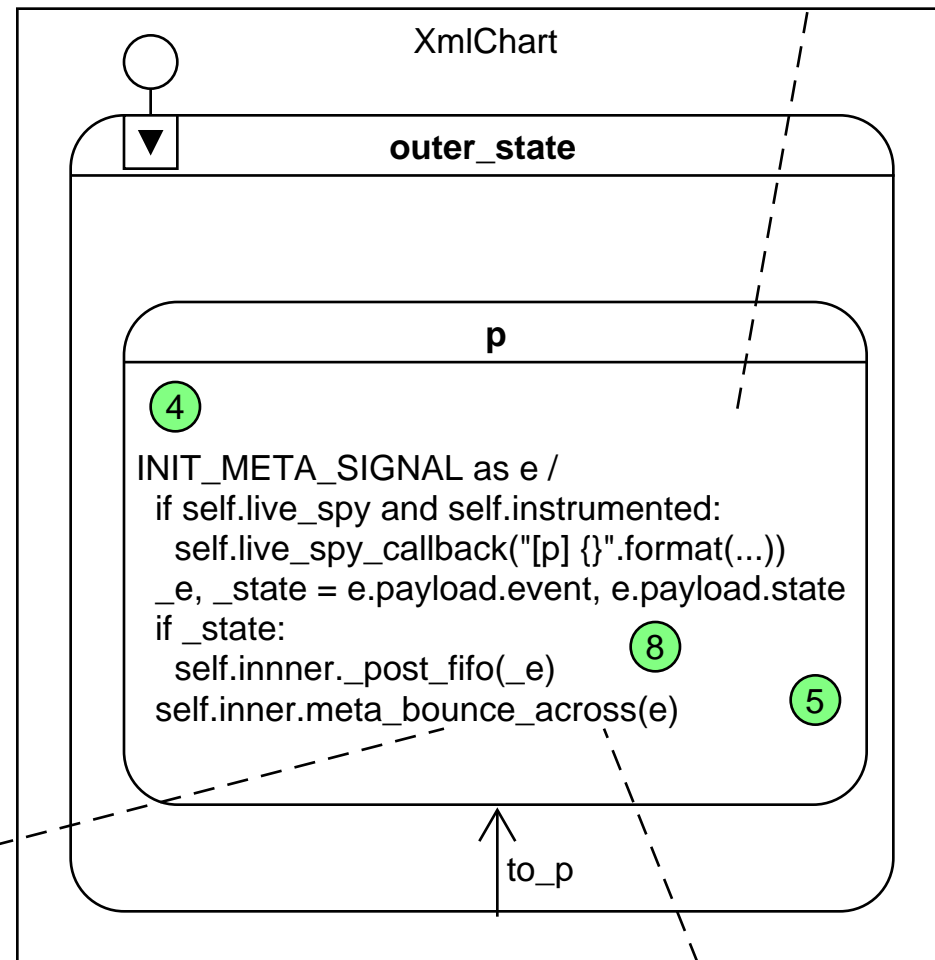 XmlChart
outer_state
p
4
INIT_META_SIGNAL as e /
if self.live_spy and self.instrumented:
self.live_spy_callback("[p] {}".format(...))
_e, _state = e.payload.event, e.payload.state
if _state:
8
self.innner._post_fifo(_e)
self.inner.meta_bounce_across(e)
5
to_p